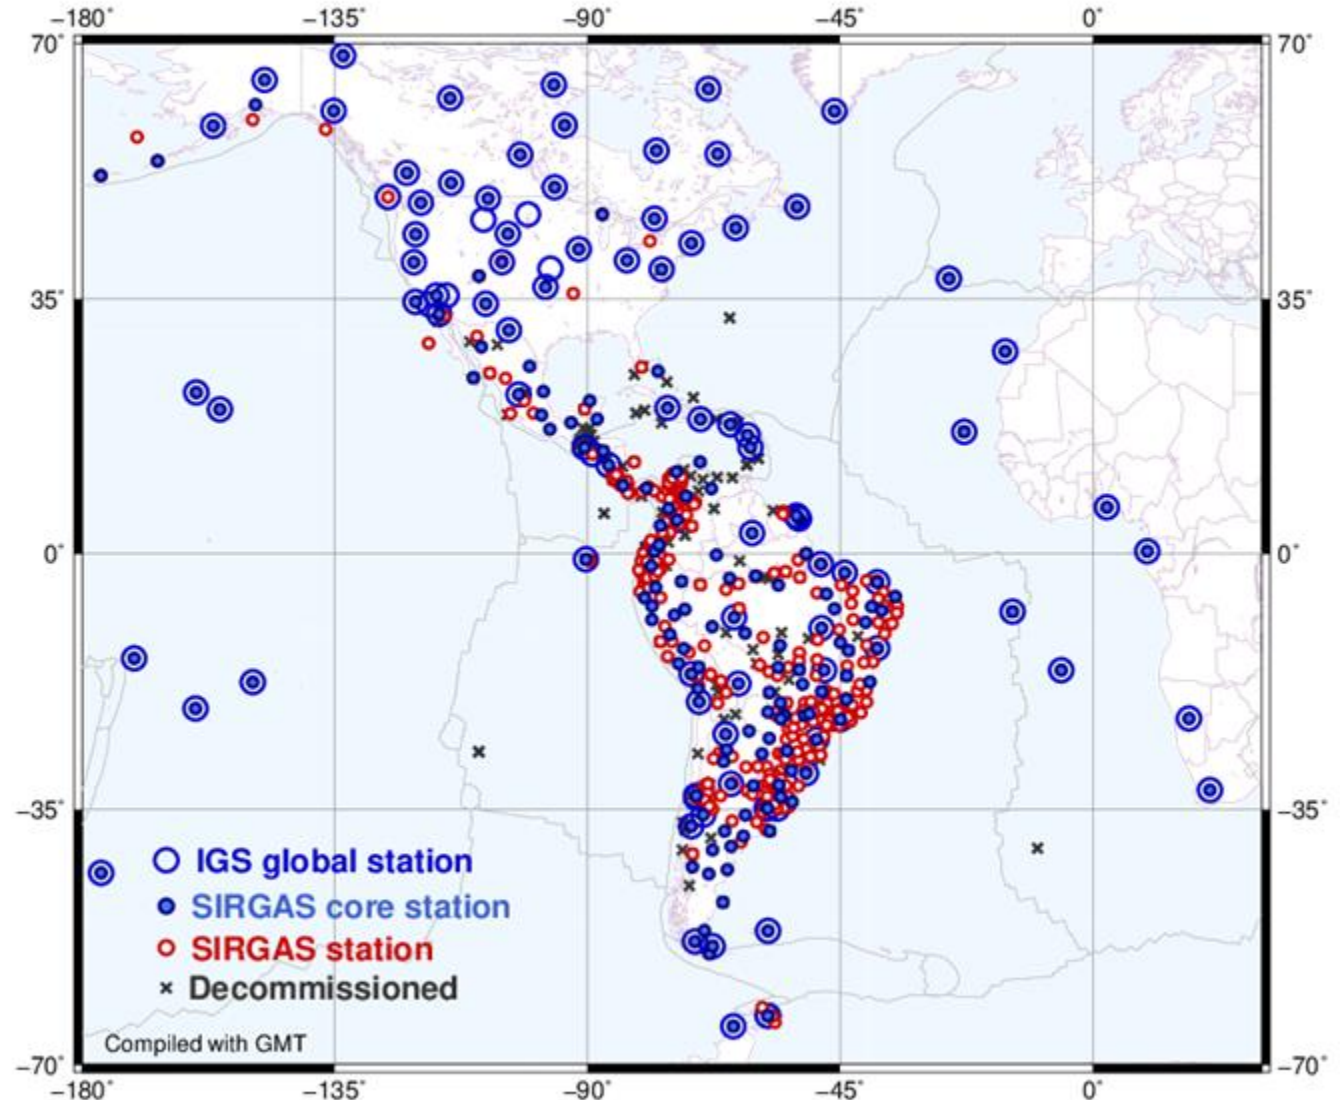 −180° −135° −90° −45° 0°
70° 70°
35° 35°
0° 0°
−35° −35°
IGS global station
SIRGAS core station
SIRGAS station
Decommissioned
Compiled with GMT
−70° −70°
−180° −135° −90° −45° 0°